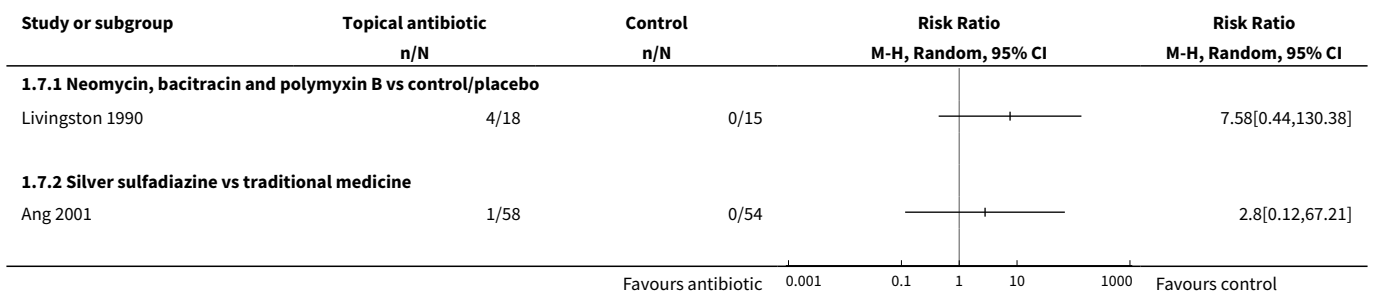 Study or subgroup Topical antibiotic Control Risk Ratio Risk Ratio
n/N n/N M-H, Random, 95% CI M-H, Random, 95% CI
1.7.1 Neomycin, bacitracin and polymyxin B vs control/placebo
Livingston 1990 4/18 0/15 7.58[0.44,130.38]
1.7.2 Silver sulfadiazine vs traditional medicine
Ang 2001 1/58 0/54 2.8[0.12,67.21]
Favours antibiotic 0.001 0.1 1 10 1000 Favours control